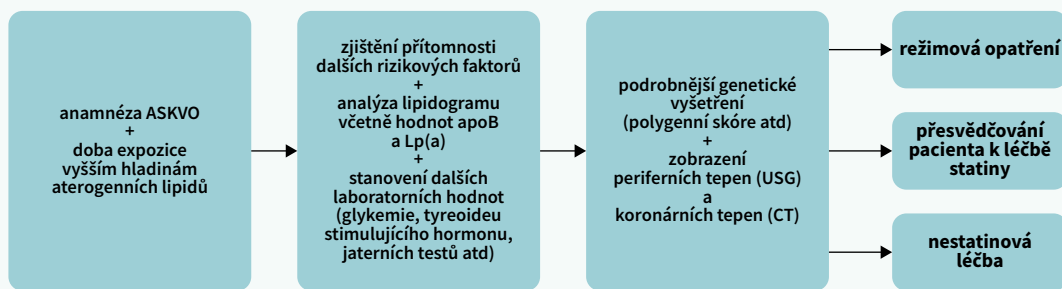 anamnéza ASKVO
+
doba expozice
vyšším hladinám
aterogenních lipidů
zjištění přítomnosti
dalších rizikových faktorů
+
analýza lipidogramu
včetně hodnot apoB
a Lp(a)
+
stanovení dalších
laboratorních hodnot
(glykemie, tyreoideu
stimulujícího hormonu,
jaterních testů atd)
podrobnější genetické
vyšetření
(polygenní skóre atd)
+
zobrazení
periferních tepen (USG)
a
koronárních tepen (CT)
režimová opatření
přesvědčování
pacienta k léčbě
statiny
nestatinová
léčba